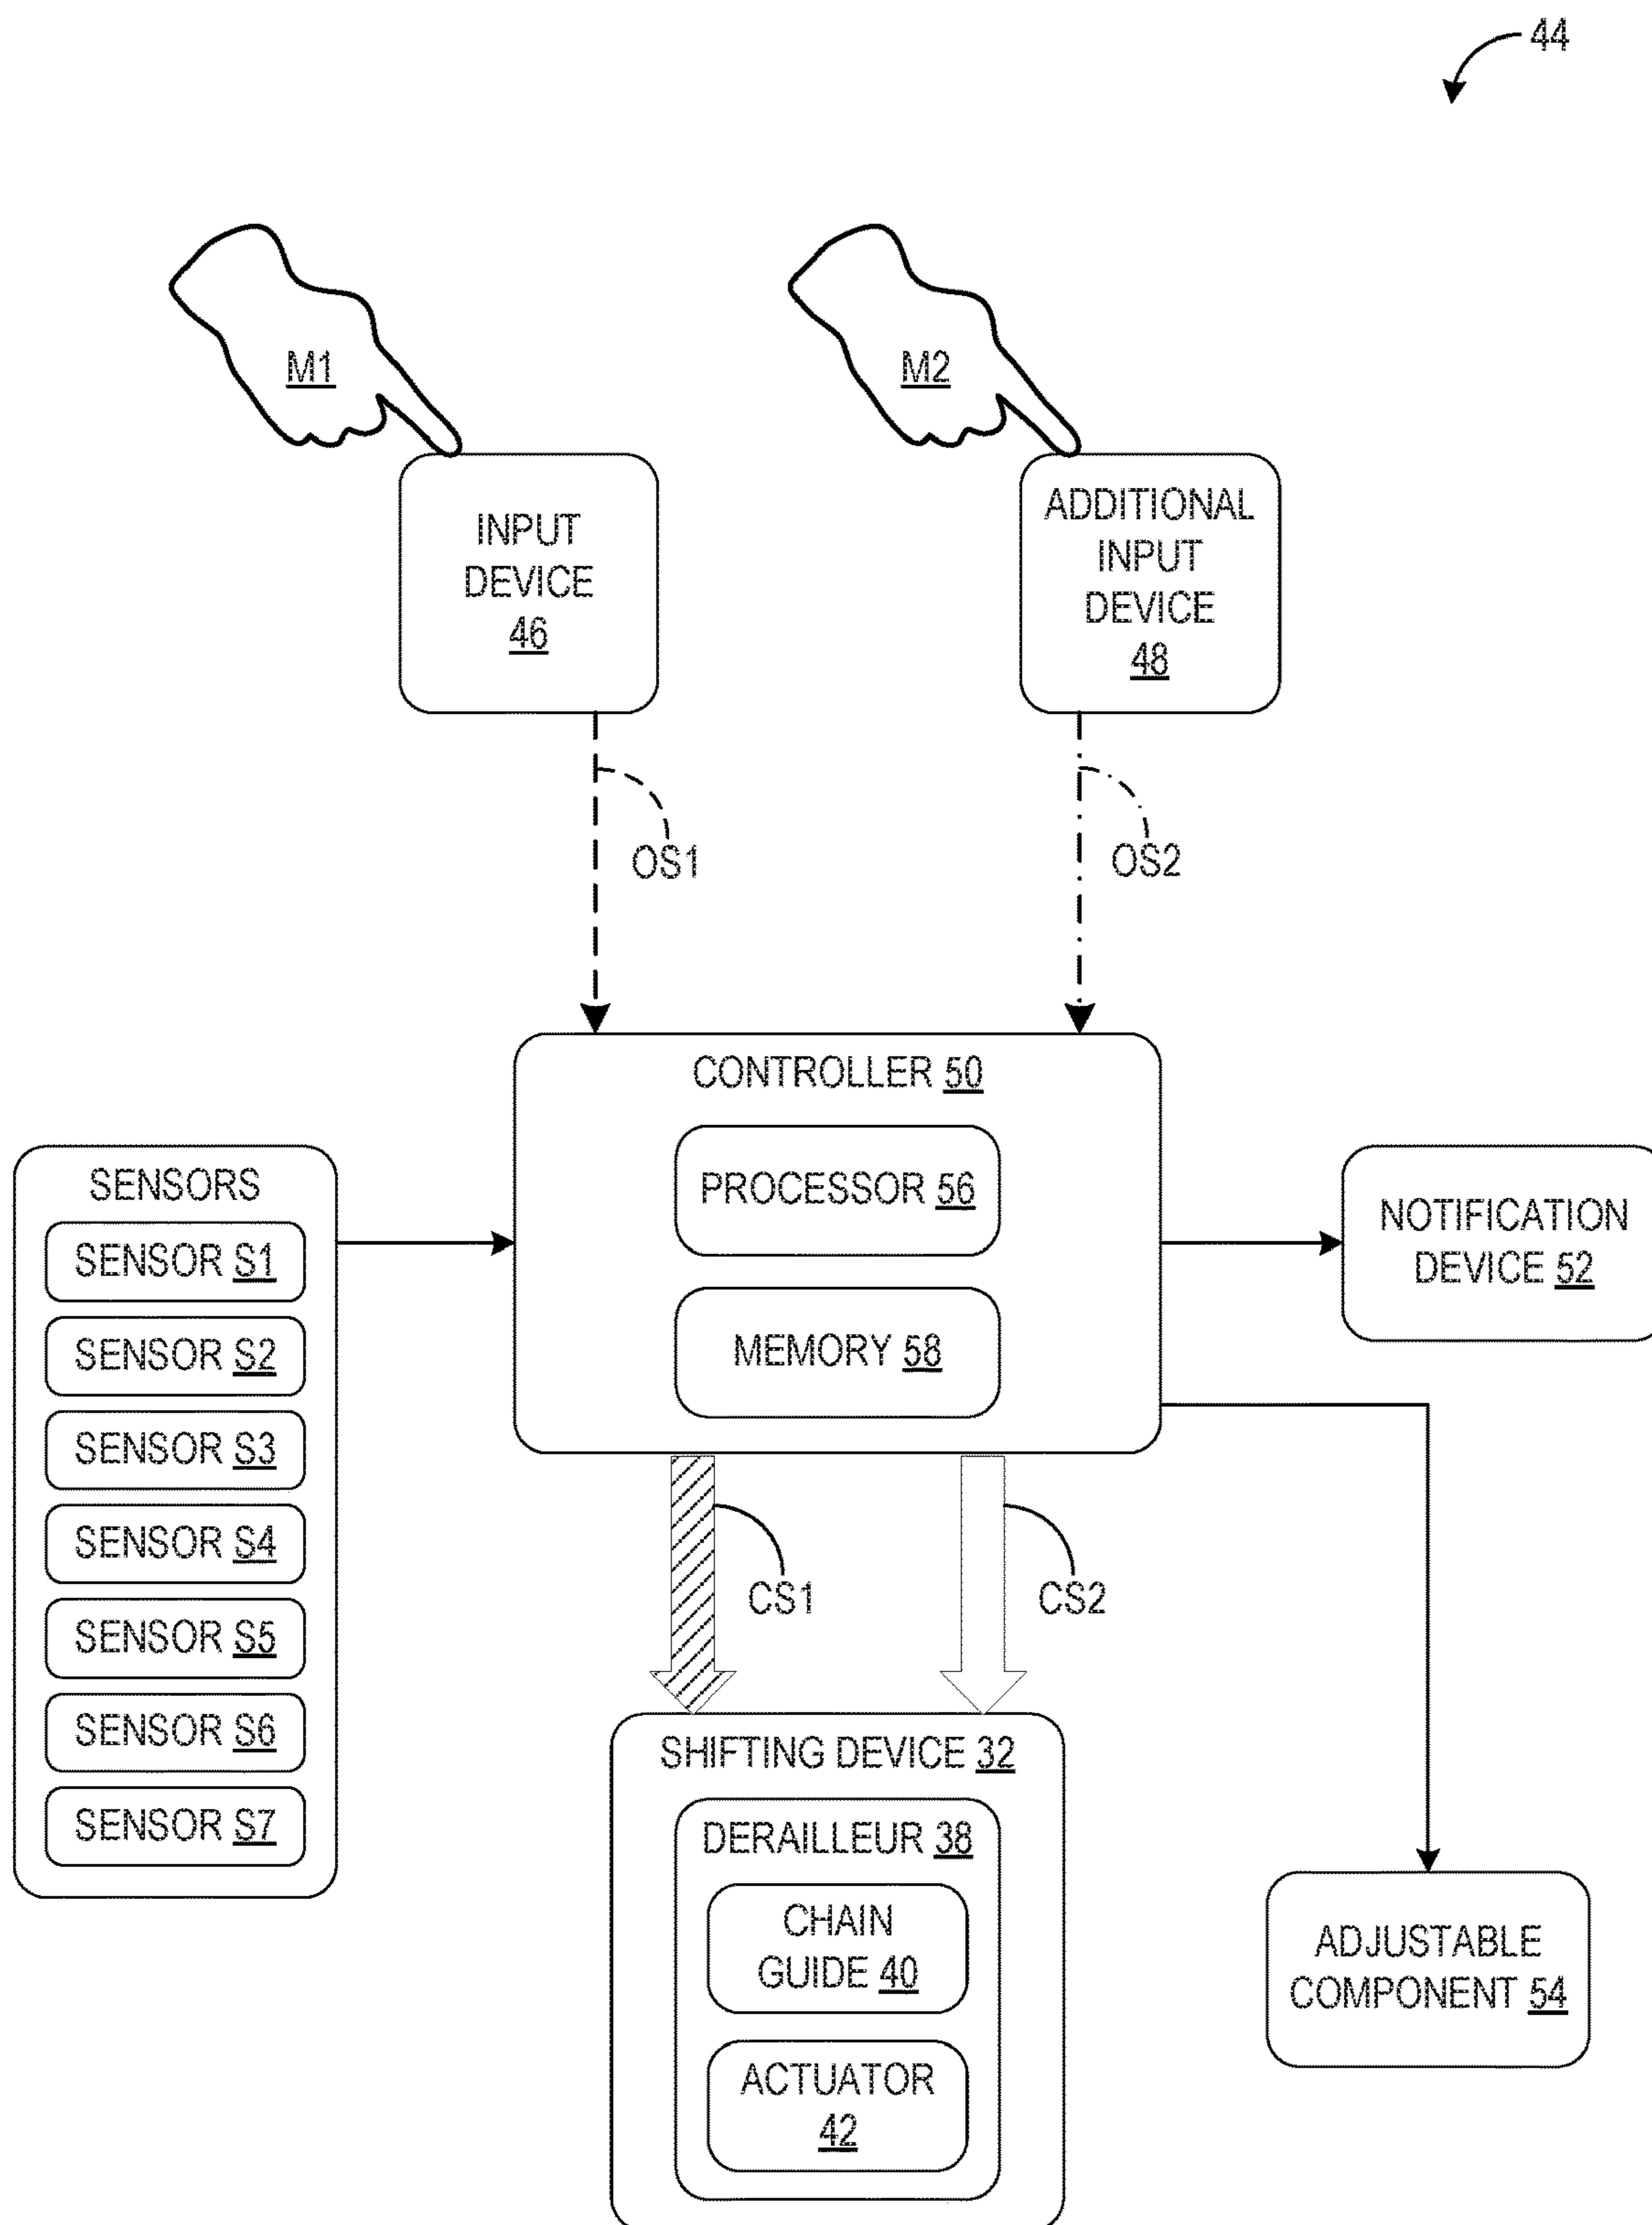 44
M1
M2
INPUT
DEVICE
46
ADDITIONAL
INPUT
DEVICE
48
OS1
OS2
CONTROLLER 50
PROCESSOR 56
MEMORY 58
SENSORS
SENSOR S1
SENSOR S2
SENSOR S3
SENSOR S4
SENSOR S5
SENSOR S6
SENSOR S7
NOTIFICATION
DEVICE 52
CS1
CS2
SHIFTING DEVICE 32
DERAILLEUR 38
CHAIN
GUIDE 40
ACTUATOR
42
ADJUSTABLE
COMPONENT 54